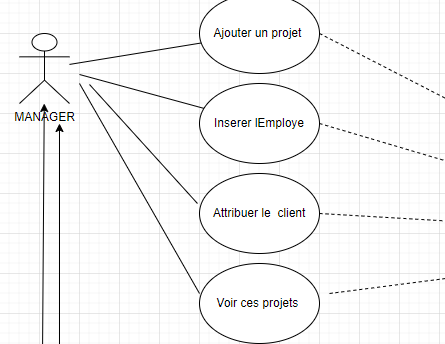 Ajouter un projet
MANAGER
Inserer lEmploye
Attribuer le client
Voir ces projets